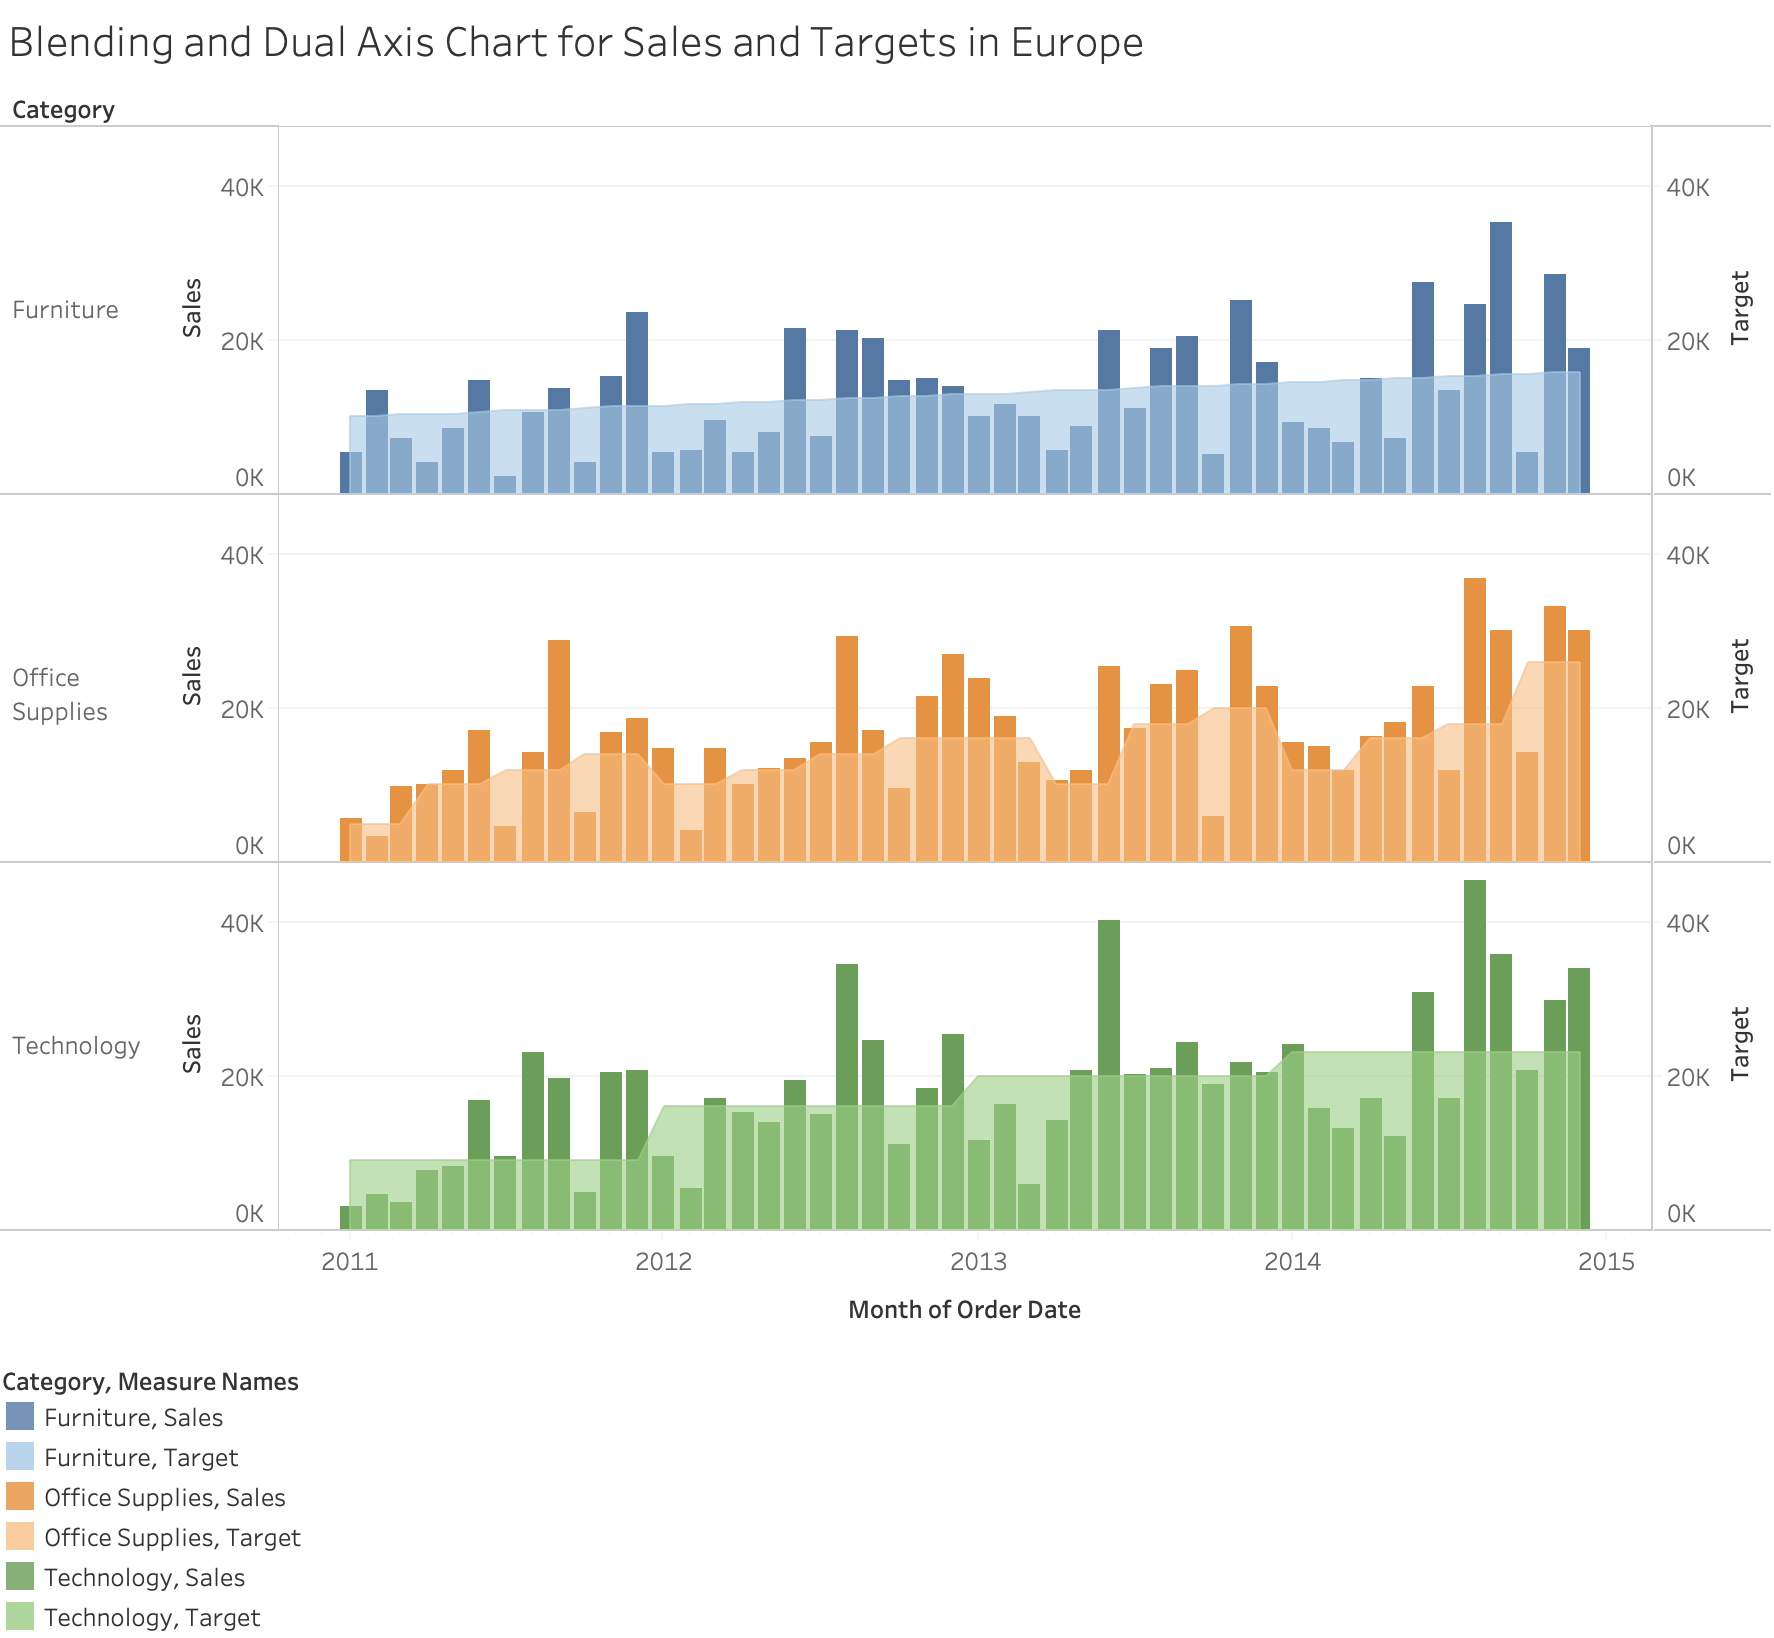 Blending and Dual Axis Chart for Sales and Targets in Europe
Category
Furniture
Sales
40K
20K
0K
40K
20K
0K
Target
Office
Supplies
Sales
40K
20K
0K
40K
20K
0K
Target
Technology
Sales
40K
20K
0K
40K
20K
0K
Target
2011 2012 2013 2014 2015
Month of Order Date
Category, Measure Names
Furniture, Sales
Furniture, Target
Office Supplies, Sales
Office Supplies, Target
Technology, Sales
Technology, Target